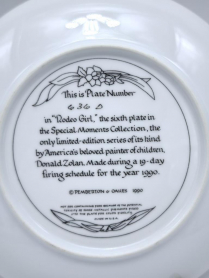 This is Plate Number
in "Rodeo Girl," the sixth plate in
the Special Moments Collection, the
only limited-edition series of its kind
by America's beloved painter of children,
Donald Zolan. Made during a 19-day
firing schedule for the year 1990.
© PEMBERTON & OAKES 1990